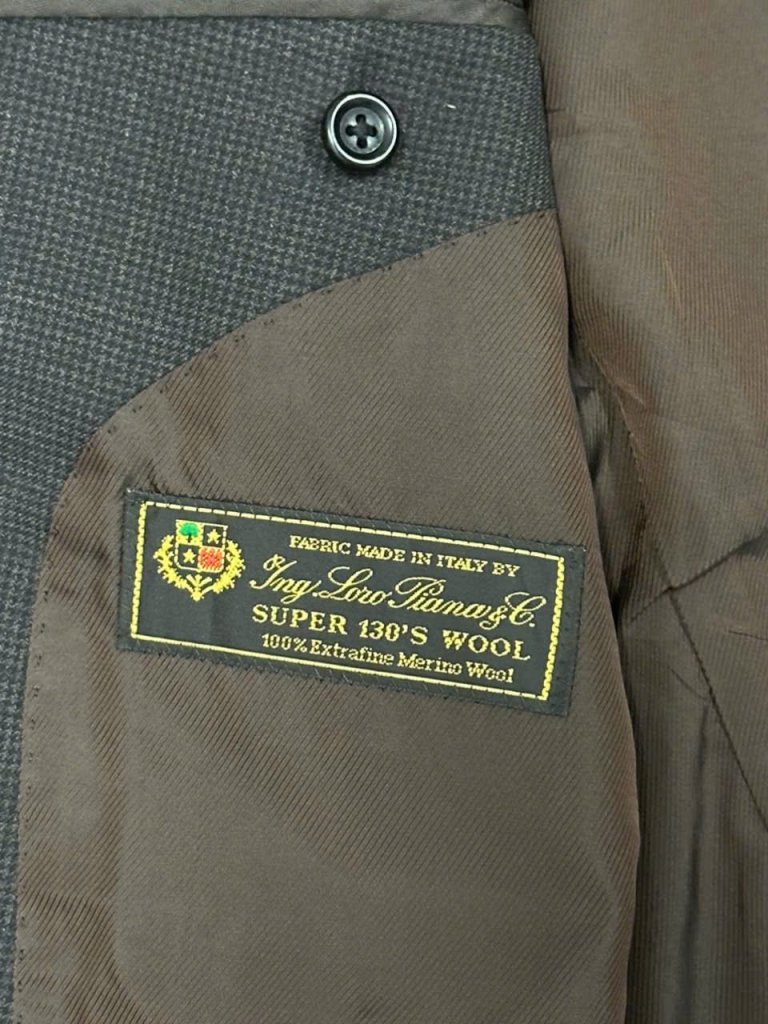 FABRIC MADE IN ITALY BY
Ing. Loro Piana & C.
SUPER 130'S WOOL
100% Extrafine Merino Wool